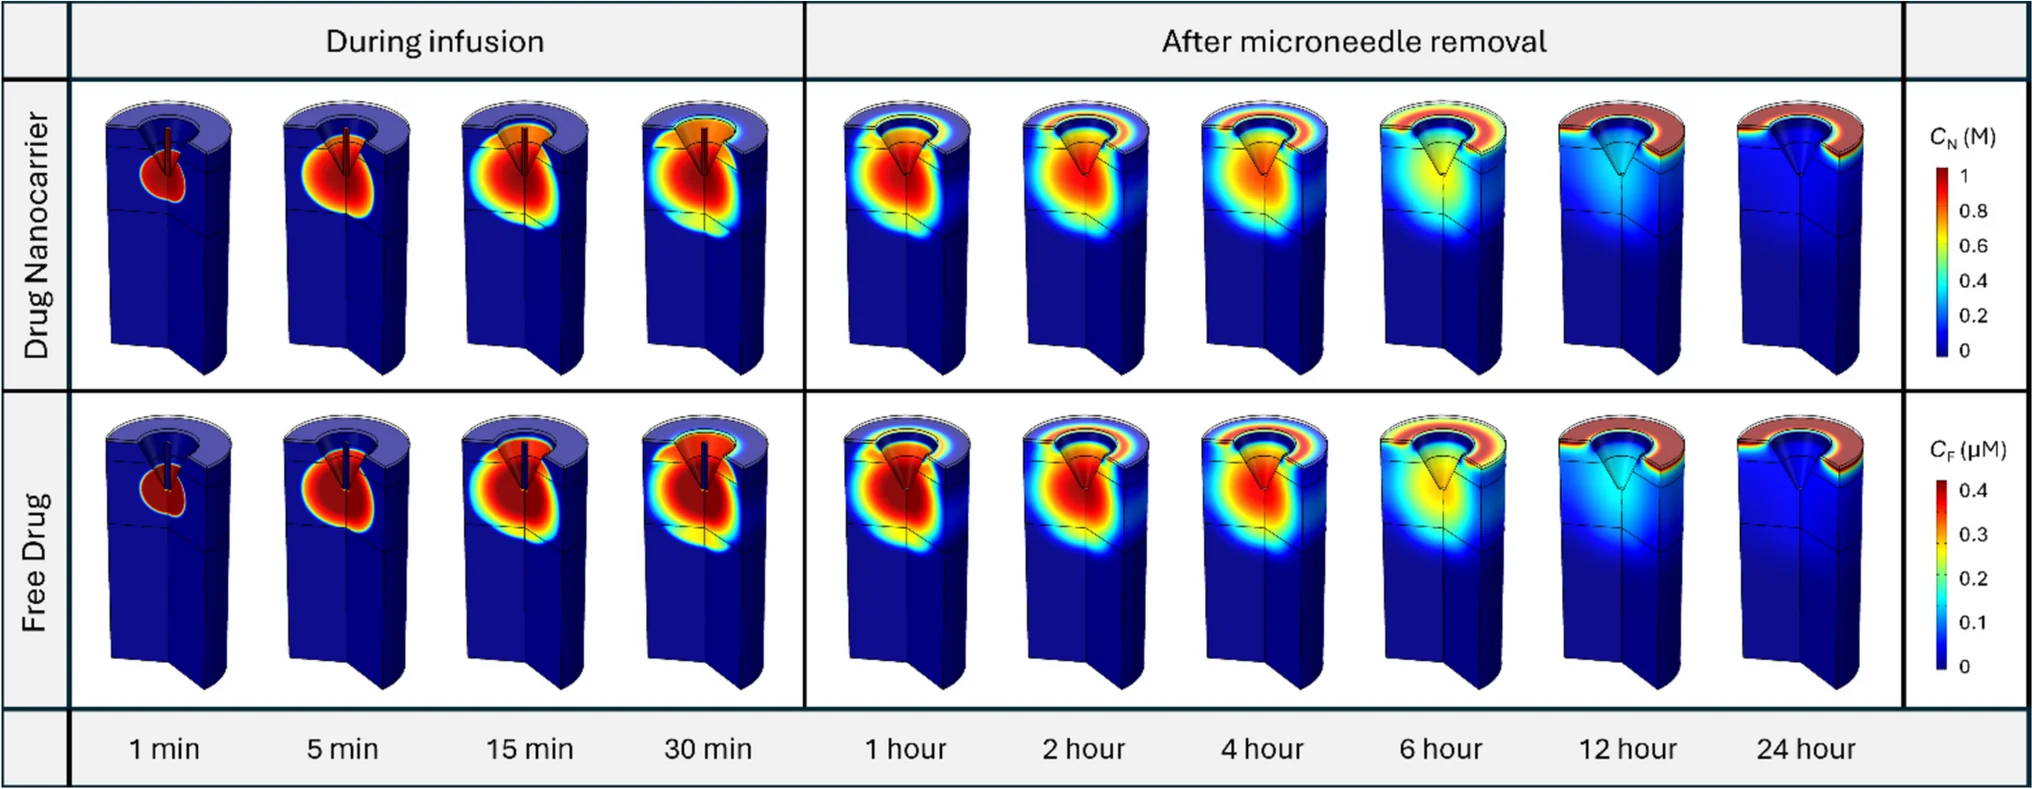 During infusion
After microneedle removal
Drug Nanocarrier
C_N (M)
1
0.8
0.6
0.4
0.2
0
Free Drug
C_F (μM)
0.4
0.3
0.2
0.1
0
1 min
5 min
15 min
30 min
1 hour
2 hour
4 hour
6 hour
12 hour
24 hour